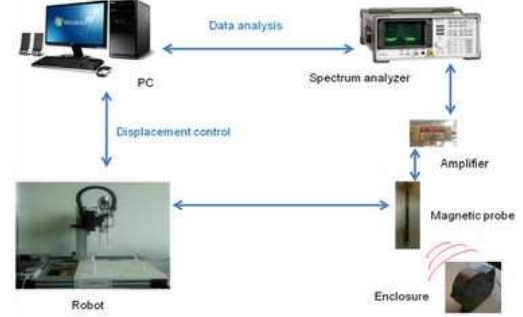 Data analysis
PC
Spectrum analyzer
Displacement control
Amplifier
Magnetic probe
Robot
Enclosure